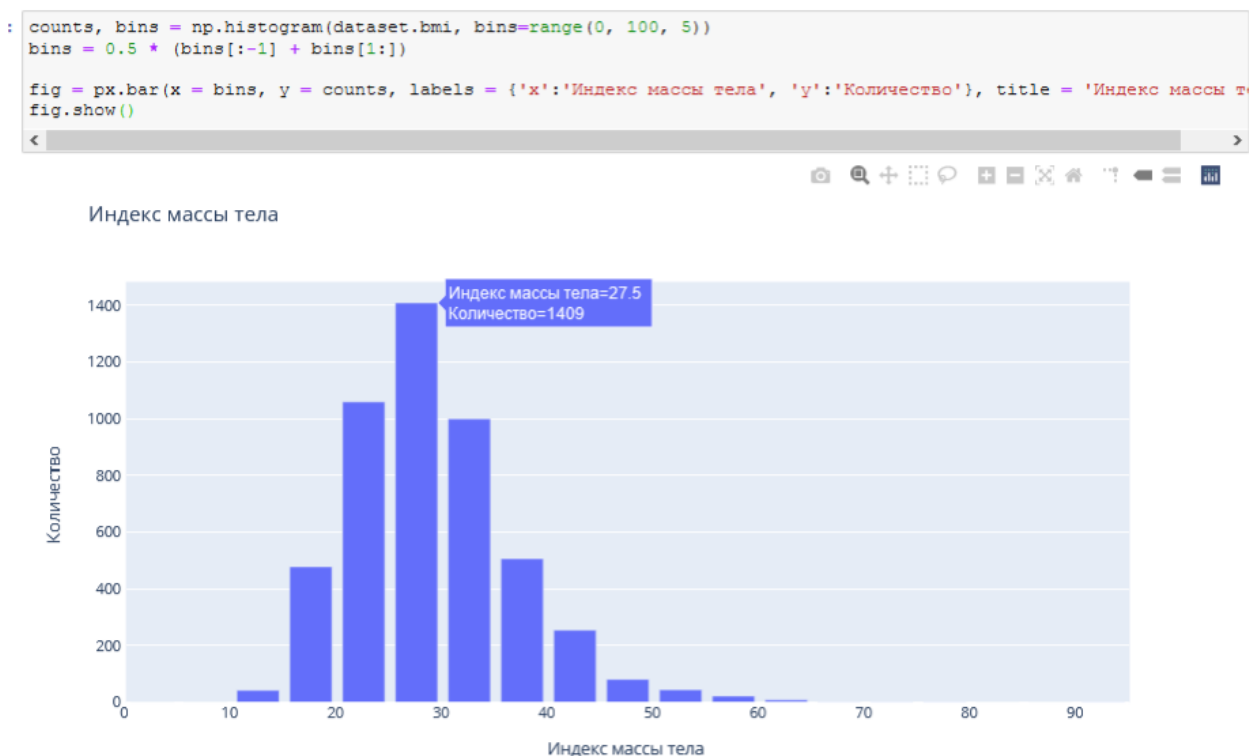 : counts, bins = np.histogram(dataset.bmi, bins=range(0, 100, 5))
bins = 0.5 * (bins[:-1] + bins[1:])
fig = px.bar(x = bins, y = counts, labels = {'x':'Индекс массы тела', 'y':'Количество'}, title = 'Индекс массы
fig.show()
Индекс массы тела
Индекс массы тела=27.5
Количество=1409
1400
1200
1000
800
600
400
200
0
Количество
0 10 20 30 40 50 60 70 80 90
Индекс массы тела